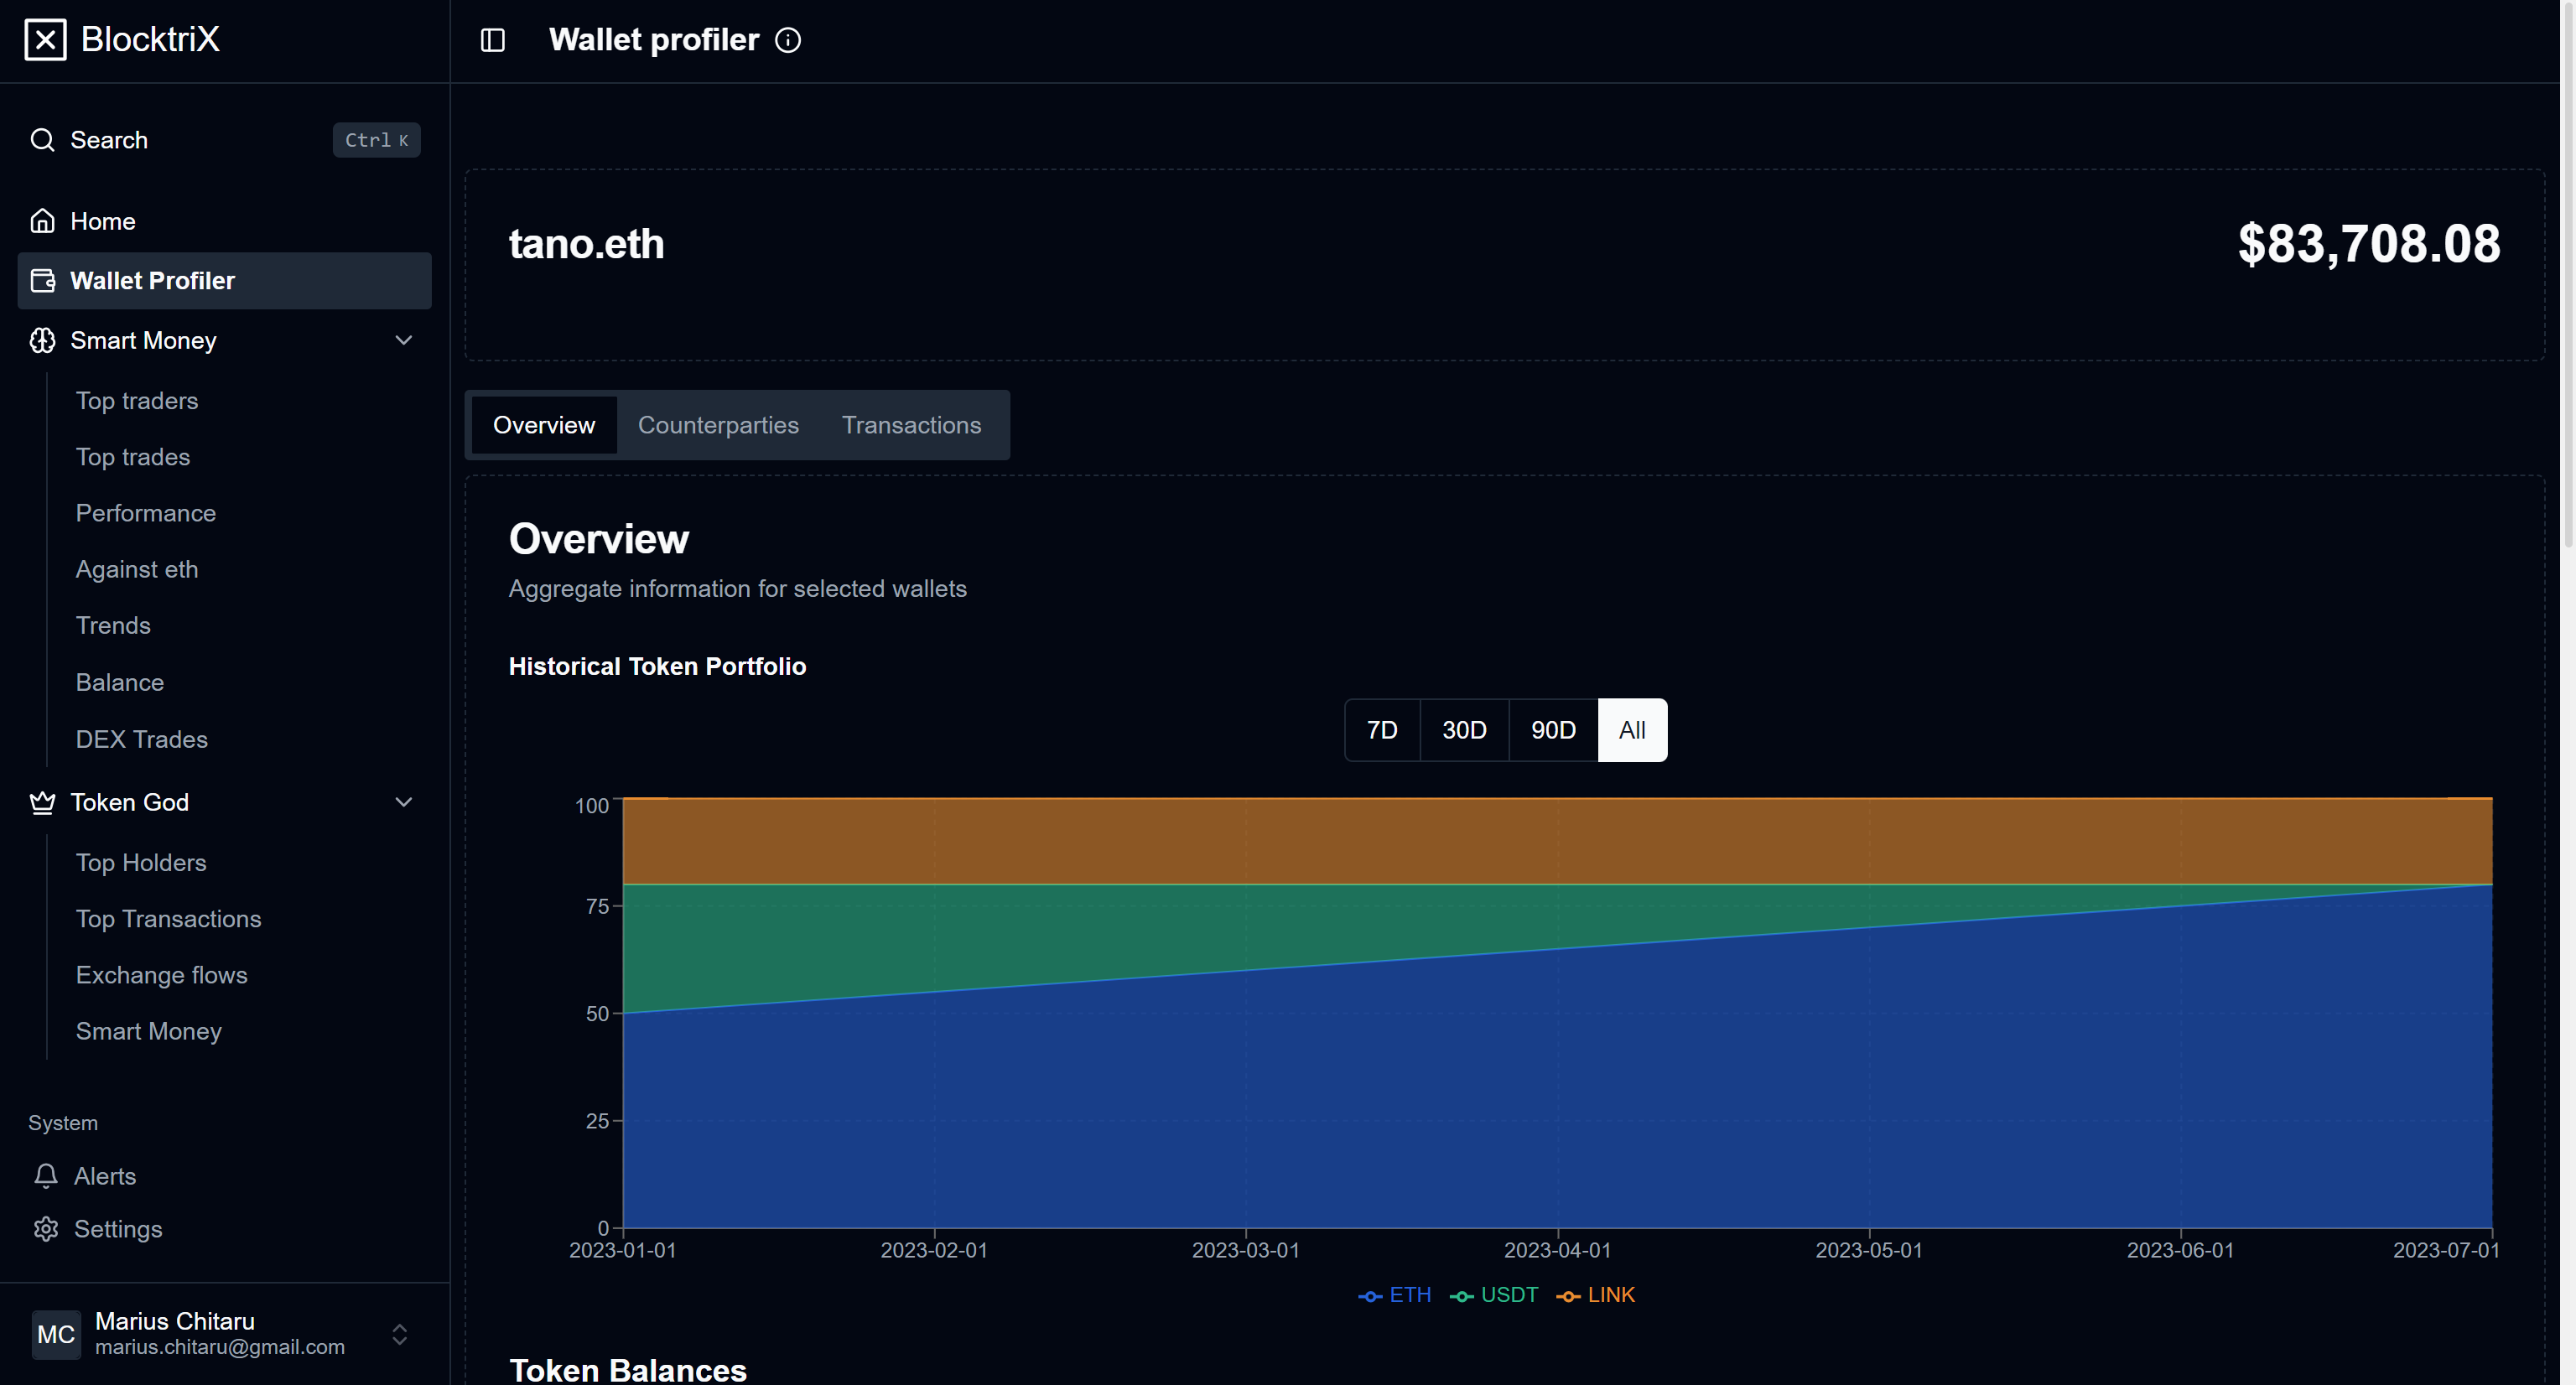 BlocktriX
Wallet profiler
Search
Ctrl K
Home
Wallet Profiler
Smart Money
Top traders
Top trades
Performance
Against eth
Trends
Balance
DEX Trades
Token God
Top Holders
Top Transactions
Exchange flows
Smart Money
System
Alerts
Settings
MC
Marius Chitaru
marius.chitaru@gmail.com
tano.eth
$83,708.08
Overview Counterparties Transactions
Overview
Aggregate information for selected wallets
Historical Token Portfolio
7D 30D 90D All
100
75
50
25
0
2023-01-01 2023-02-01 2023-03-01 2023-04-01 2023-05-01 2023-06-01 2023-07-01
ETH USDT LINK
Token Balances